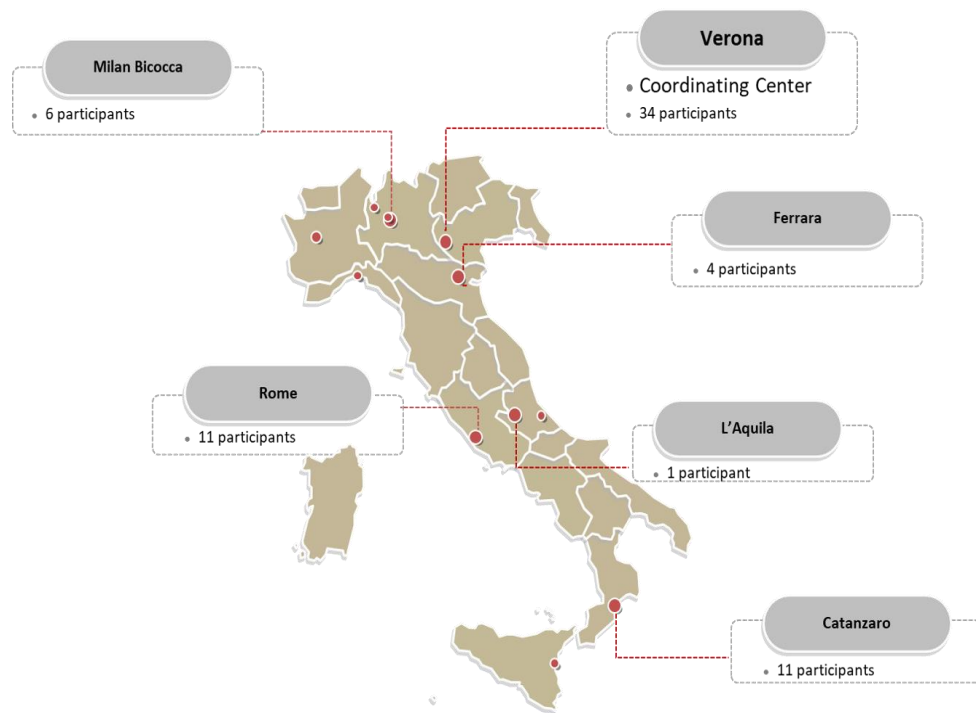 Milan Bicocca
• 6 participants
Verona
• Coordinating Center
• 34 participants
Ferrara
• 4 participants
Rome
• 11 participants
L’Aquila
• 1 participant
Catanzaro
• 11 participants